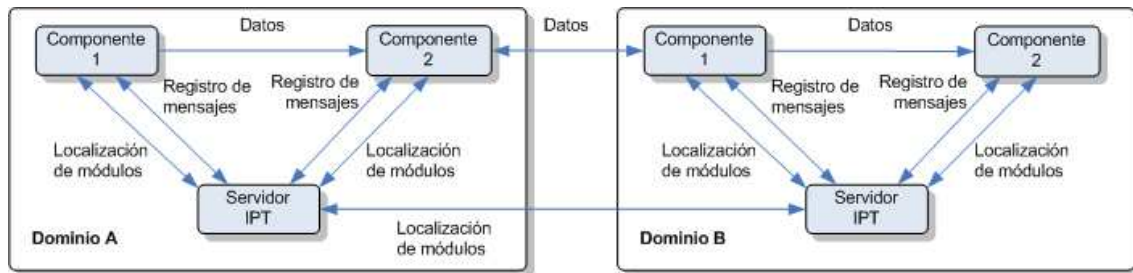 Datos
Datos
Datos
Componente
1
Componente
2
Componente
1
Componente
2
Registro de
mensajes
Registro de
mensajes
Registro de
mensajes
Registro de
mensajes
Localización
de módulos
Localización
de módulos
Localización
de módulos
Localización
de módulos
Servidor
IPT
Servidor
IPT
Localización
de módulos
Dominio A
Dominio B